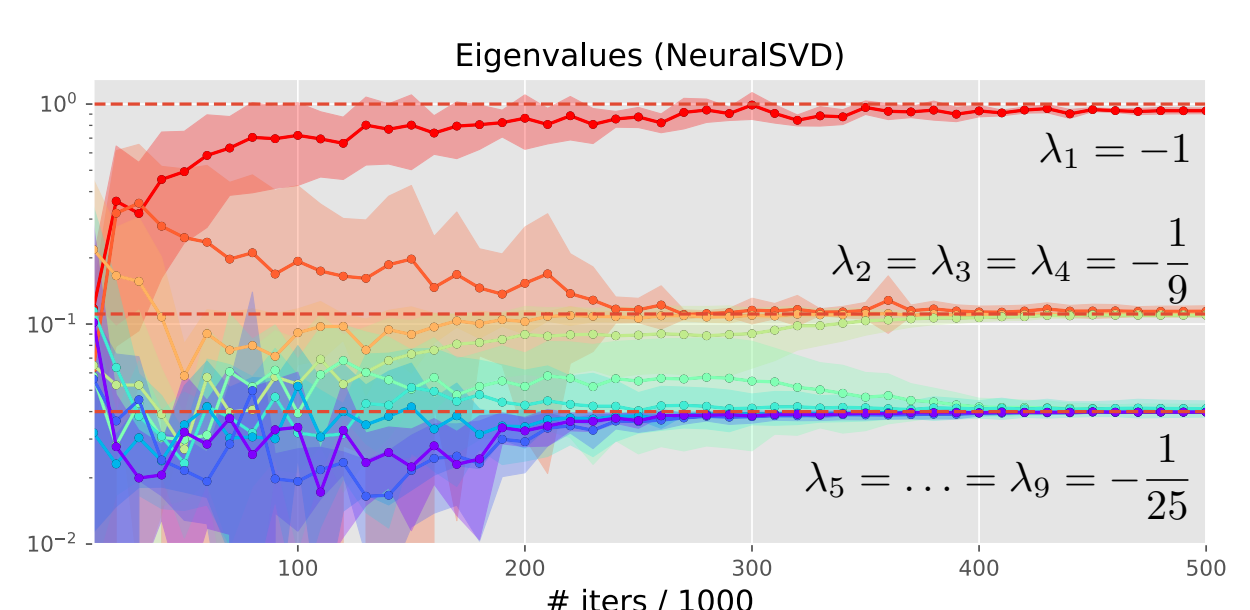 Eigenvalues (NeuralSVD)
10⁰
λ₁ = −1
λ₂ = λ₃ = λ₄ = −1/9
10⁻¹
λ₅ = … = λ₉ = −1/25
10⁻²
100 200 300 400 500
# iters / 1000